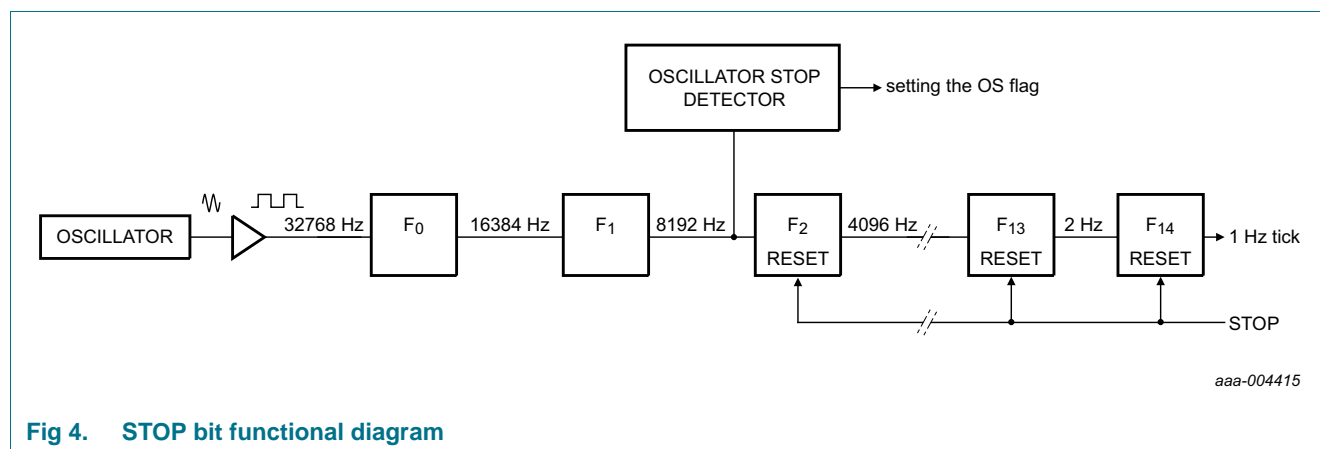 OSCILLATOR STOP
DETECTOR
setting the OS flag
OSCILLATOR
32768 Hz
F0
16384 Hz
F1
8192 Hz
F2
RESET
4096 Hz
F13
RESET
2 Hz
F14
RESET
1 Hz tick
STOP
aaa-004415
Fig 4. STOP bit functional diagram